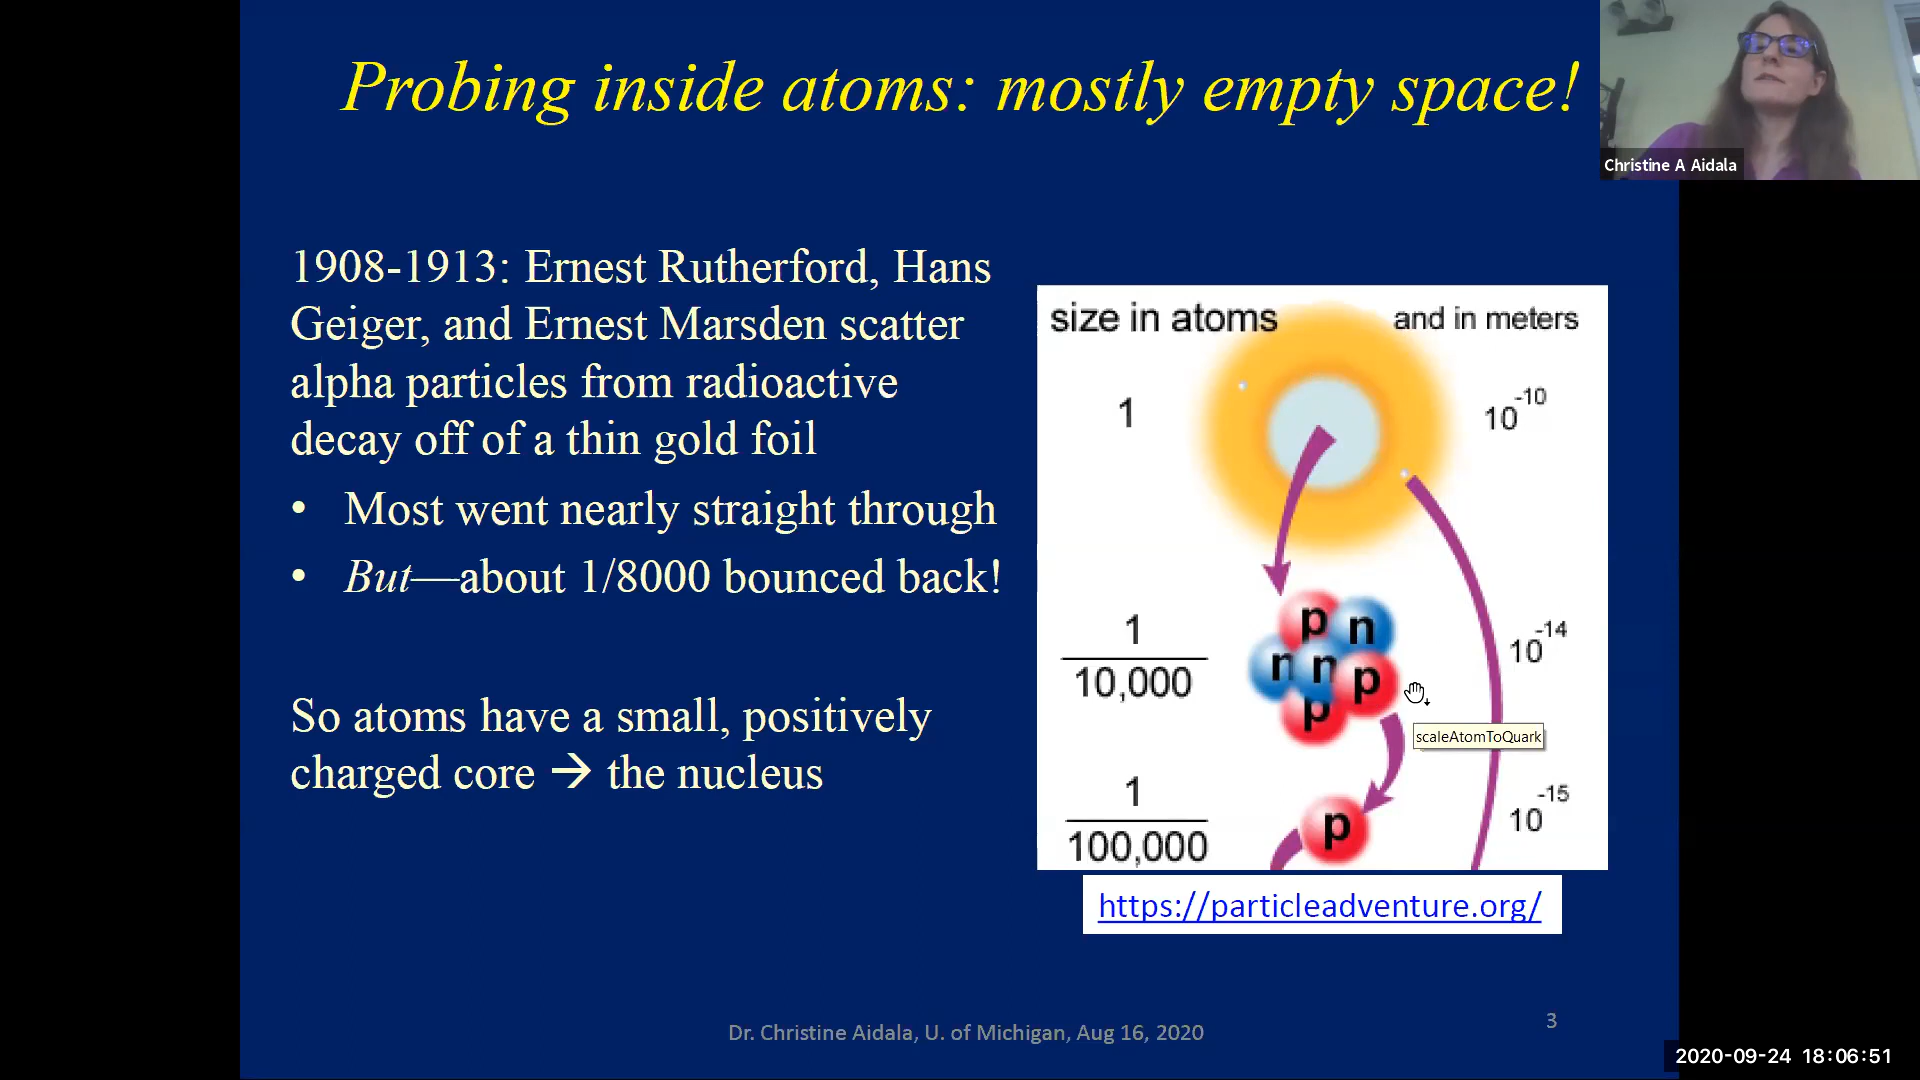 Probing inside atoms: mostly empty space!
Christine A Aidala
1908-1913: Ernest Rutherford, Hans
Geiger, and Ernest Marsden scatter
alpha particles from radioactive
decay off of a thin gold foil
• Most went nearly straight through
• But—about 1/8000 bounced back!
So atoms have a small, positively
charged core → the nucleus
size in atoms
and in meters
1
10^-10
p n
n n p
p
1
10,000
10^-14
scaleAtomToQuark
1
100,000
p
10^-15
https://particleadventure.org/
Dr. Christine Aidala, U. of Michigan, Aug 16, 2020
3
2020-09-24 18:06:51